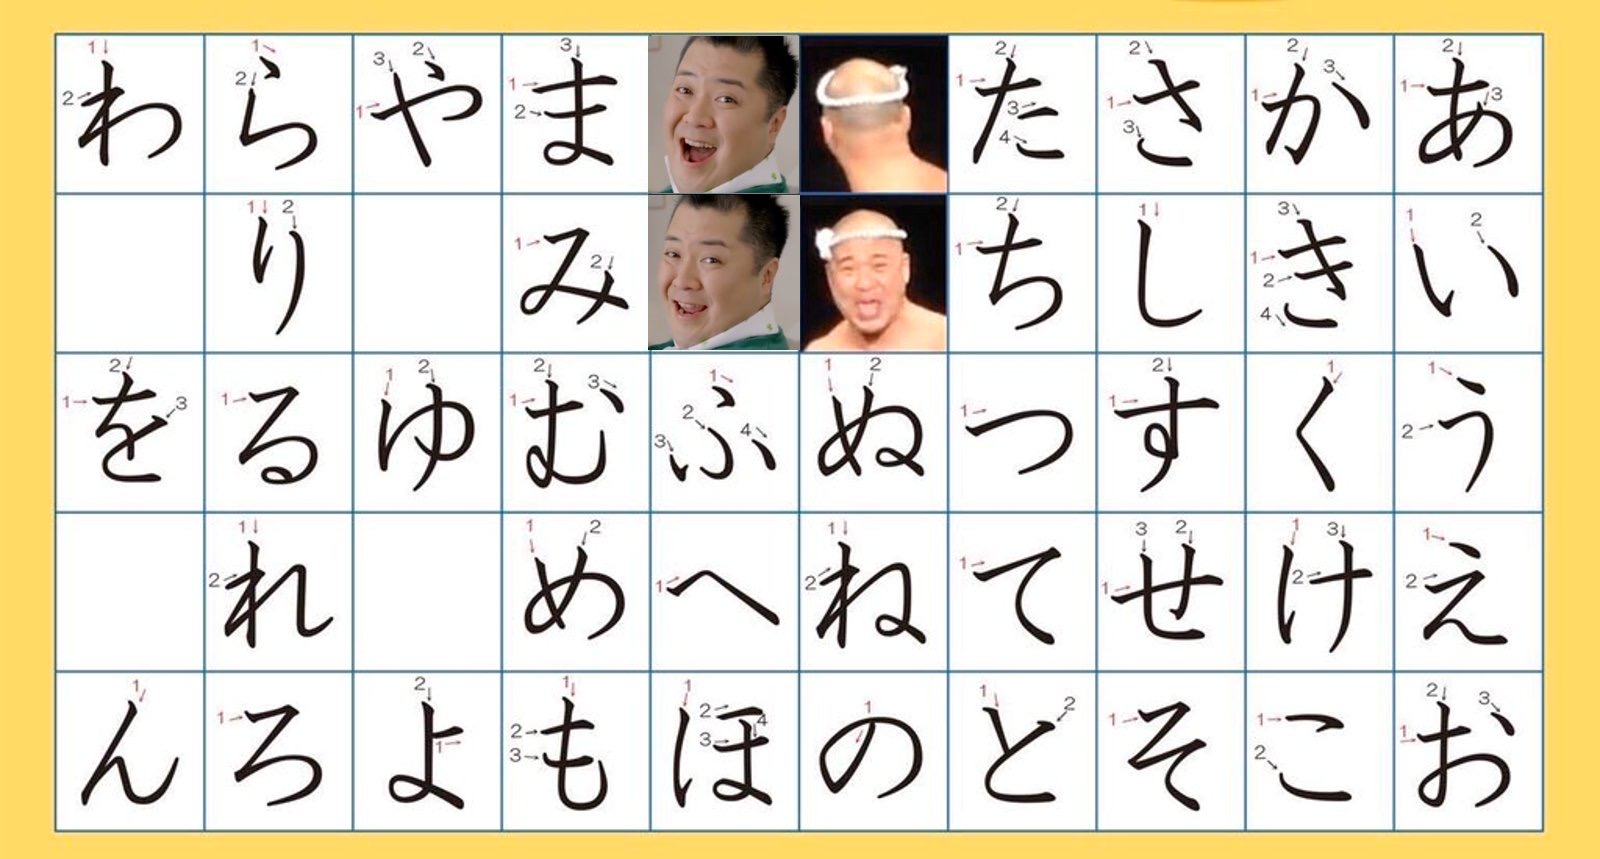 あいうえお
かきくけこ
さしすせそ
たちつてと
ぬねの
ふへほ
まみむめも
やゆよ
らりるれろ
わをん